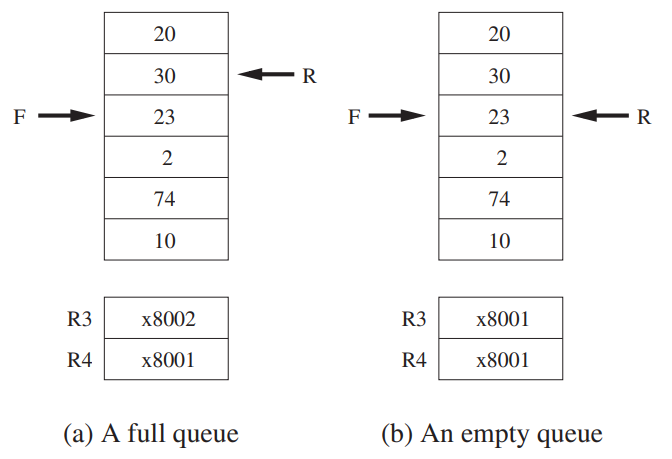 20 20
30 R 30
F 23 F 23 R
2 2
74 74
10 10
R3 x8002 R3 x8001
R4 x8001 R4 x8001
(a) A full queue (b) An empty queue